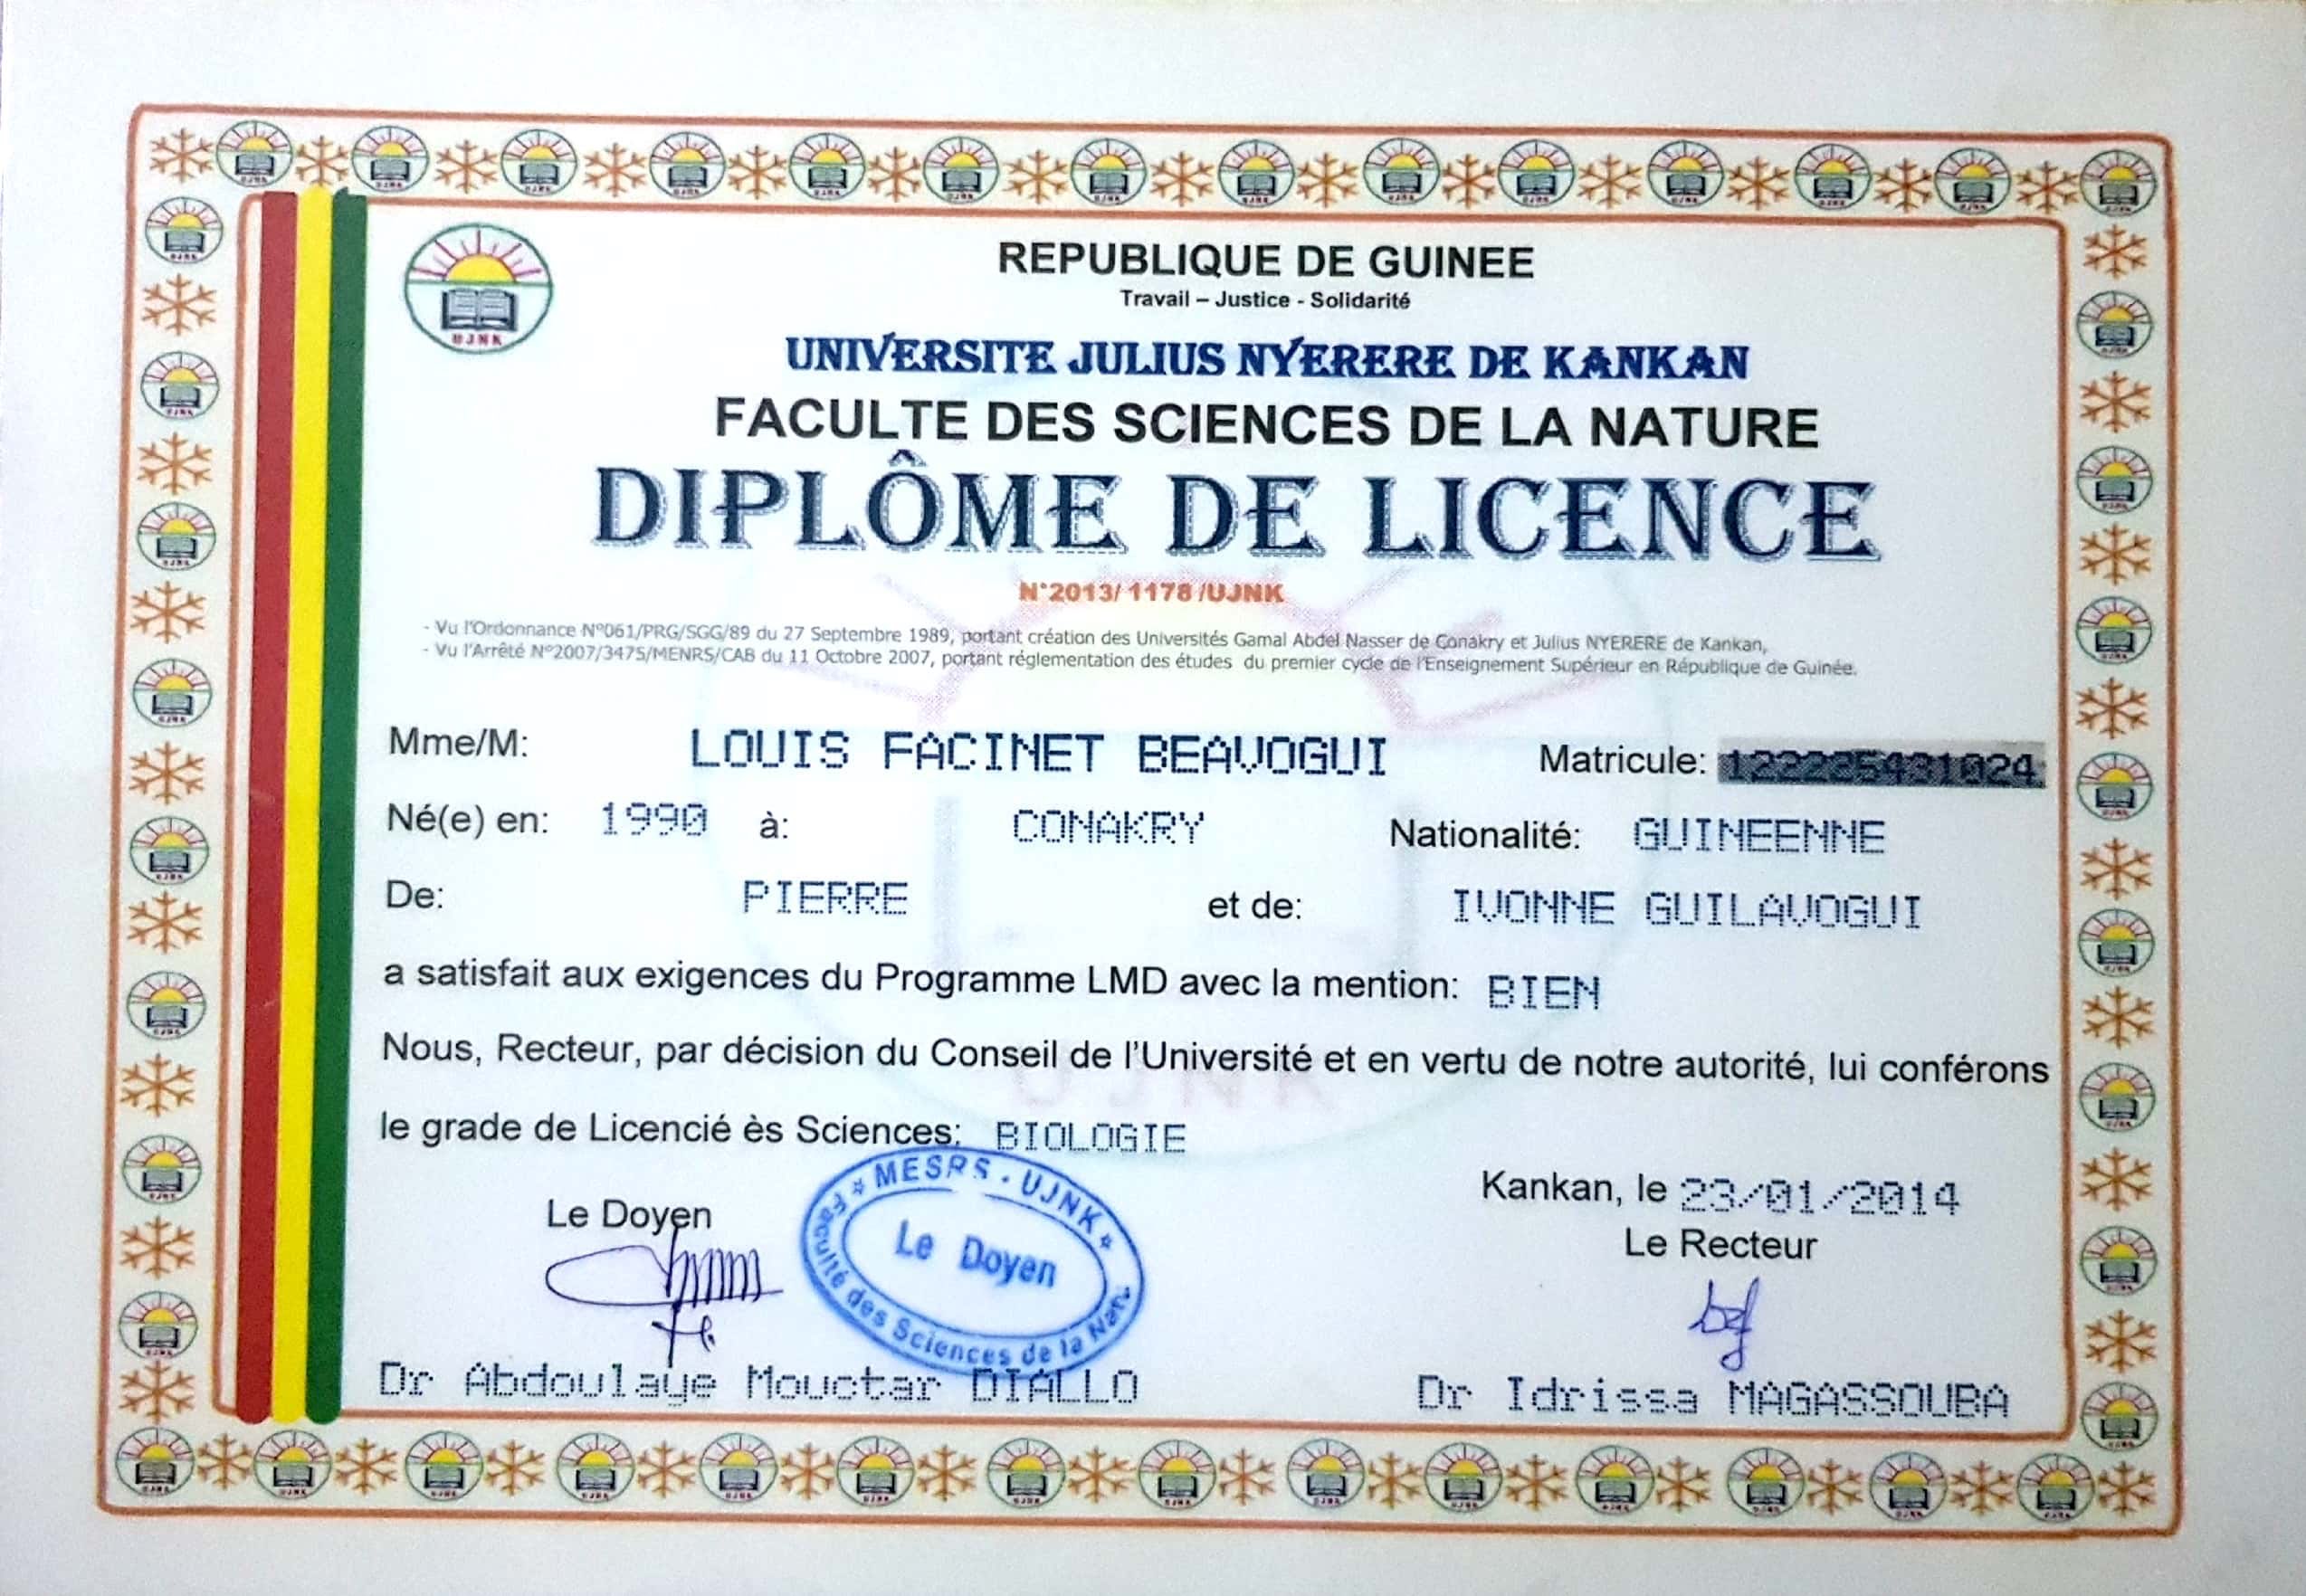 UJNK
REPUBLIQUE DE GUINEE
Travail – Justice - Solidarité
UNIVERSITE JULIUS NYERERE DE KANKAN
FACULTE DES SCIENCES DE LA NATURE
DIPLÔME DE LICENCE
N°2013/ 1178 /UJNK
- Vu l'Ordonnance N°061/PRG/SGG/89 du 27 Septembre 1989, portant création des Universités Gamal Abdel Nasser de Conakry et Julius NYERERE de Kankan,
- Vu l'Arrêté N°2007/3475/MENRS/CAB du 11 Octobre 2007, portant réglementation des études du premier cycle de l'Enseignement Supérieur en République de Guinée.
Mme/M: LOUIS FACINET BEAVOGUI Matricule: 122225431024
Né(e) en: 1990 à: CONAKRY Nationalité: GUINEENNE
De: PIERRE et de: IVONNE GUILAVOGUI
a satisfait aux exigences du Programme LMD avec la mention: BIEN
Nous, Recteur, par décision du Conseil de l'Université et en vertu de notre autorité, lui conférons
UJNK
le grade de Licencié ès Sciences: BIOLOGIE
Kankan, le 23/01/2014
Le Doyen
Le Recteur
MESRS - UJNK
Le Doyen
Faculté des Sciences de la Nat.
Dr Abdoulaye Mouctar DIALLO
Dr Idrissa MAGASSOUBA